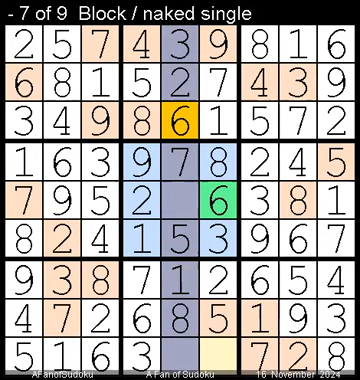 - 7 of 9 Block / naked single
2 5 7 4 3 9 8 1 6
6 8 1 5 2 7 4 3 9
3 4 9 8 6 1 5 7 2
1 6 3 9 7 8 2 4 5
7 9 5 2 6 3 8 1
8 2 4 1 5 3 9 6 7
9 3 8 7 1 2 6 5 4
4 7 2 6 8 5 1 9 3
5 1 6 3 7 2 8
AFanofSudoku A Fan of Sudoku 16 November 2024